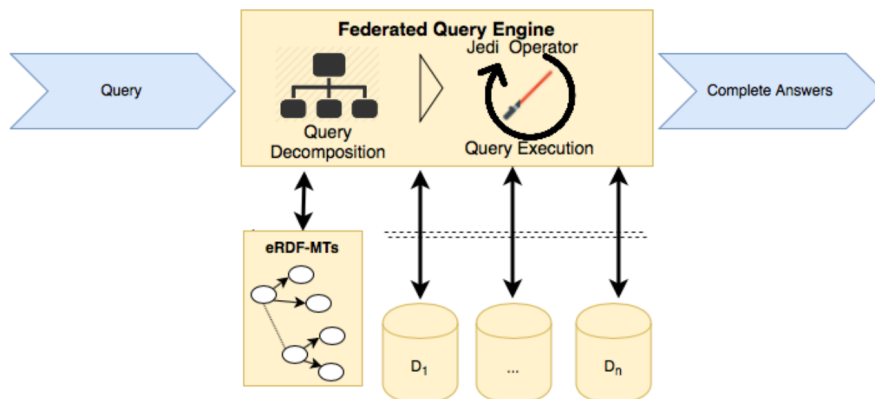 Federated Query Engine
Jedi Operator
Query
Complete Answers
Query
Decomposition
Query Execution
eRDF-MTs
D1
...
Dn